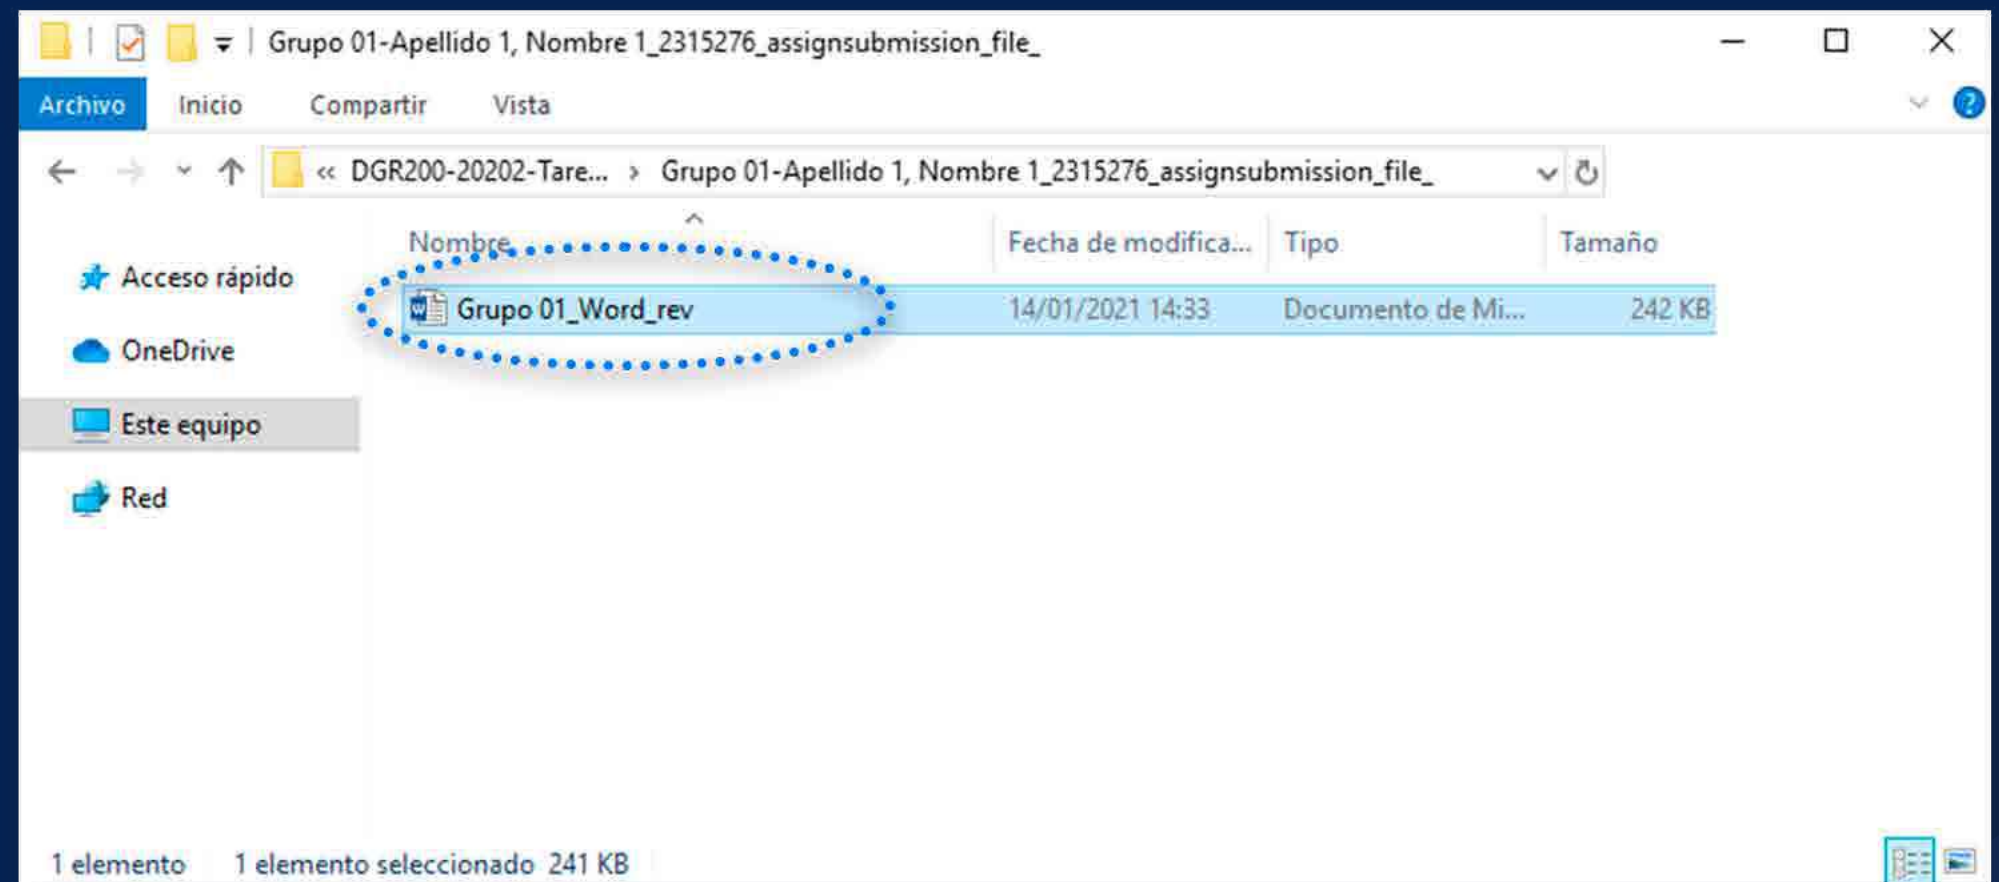 Grupo 01-Apellido 1, Nombre 1_2315276_assignsubmission_file_
Archivo Inicio Compartir Vista
« DGR200-20202-Tare... › Grupo 01-Apellido 1, Nombre 1_2315276_assignsubmission_file_
Nombre Fecha de modifica... Tipo Tamaño
Acceso rápido
Grupo 01_Word_rev 14/01/2021 14:33 Documento de Mi... 242 KB
OneDrive
Este equipo
Red
1 elemento 1 elemento seleccionado 241 KB